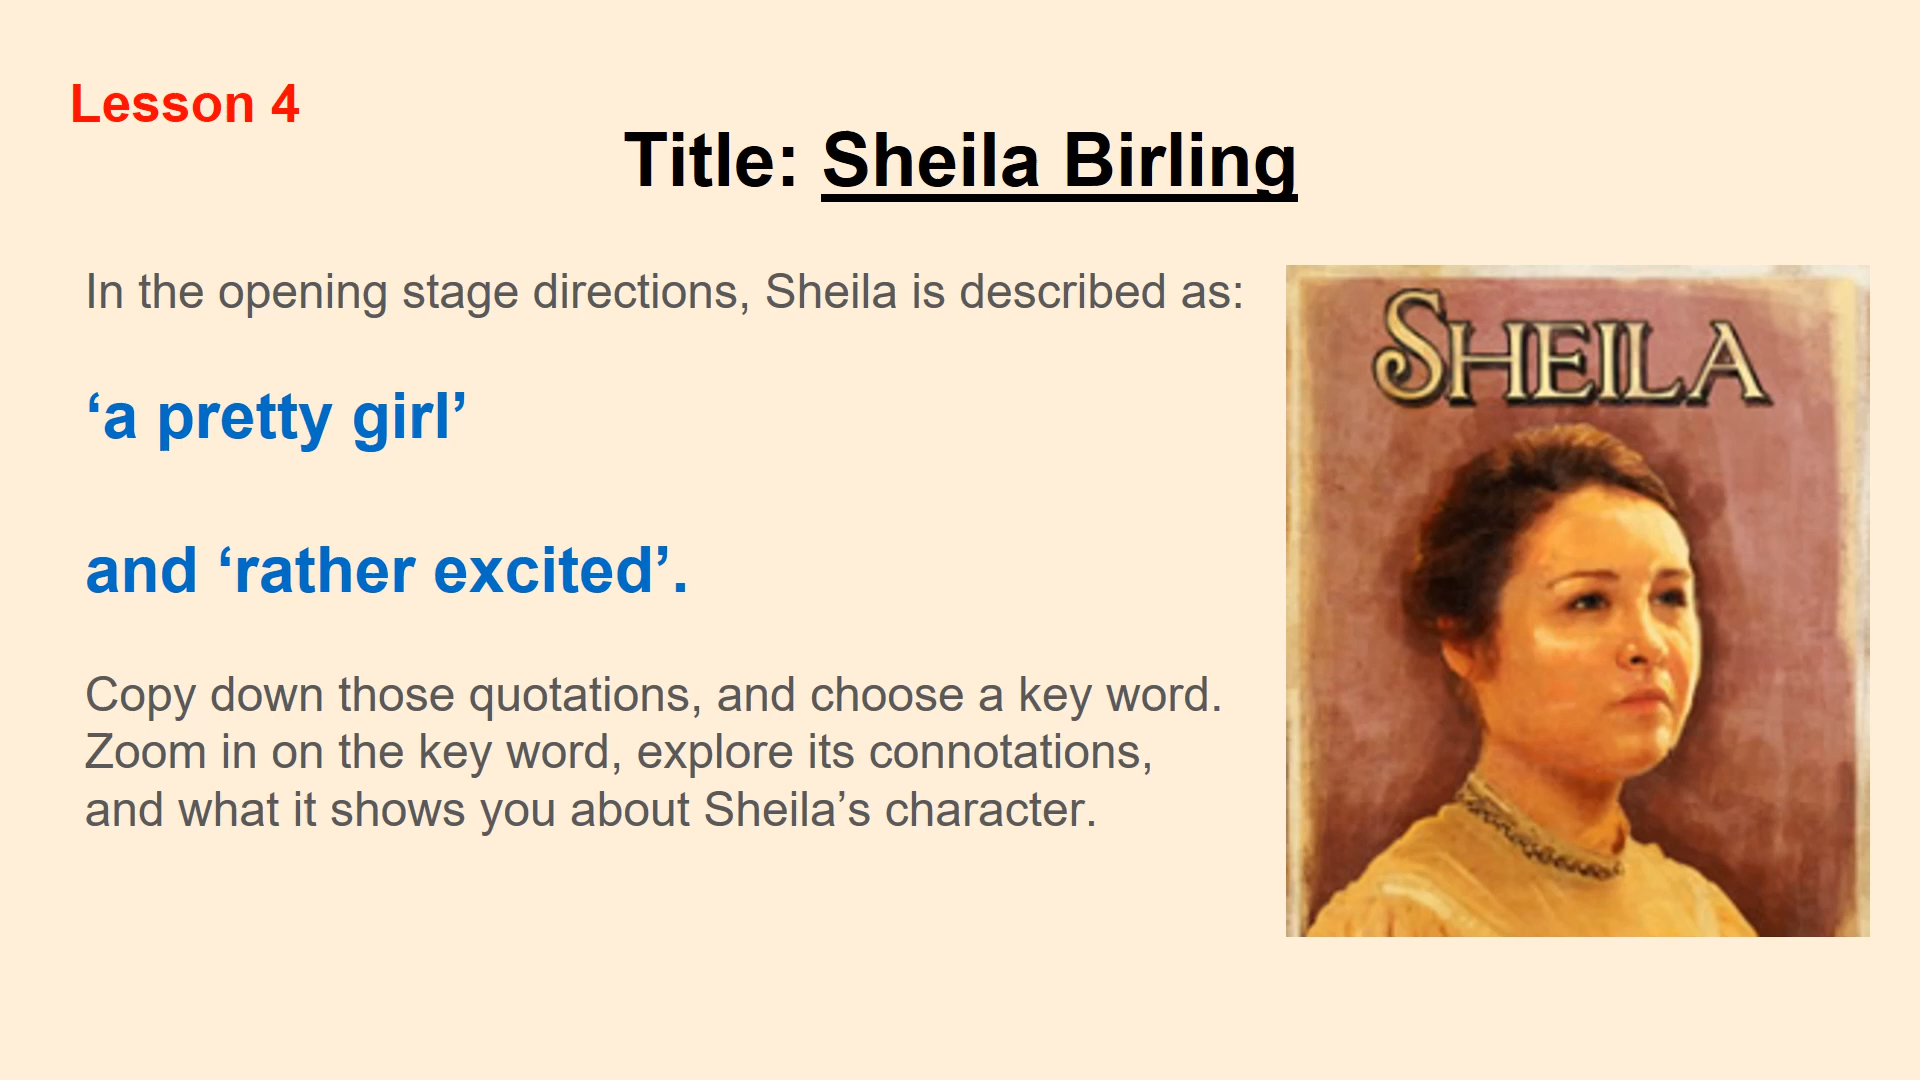 Lesson 4
Title: Sheila Birling
In the opening stage directions, Sheila is described as:
‘a pretty girl’
and ‘rather excited’.
Copy down those quotations, and choose a key word.
Zoom in on the key word, explore its connotations,
and what it shows you about Sheila’s character.
SHEILA